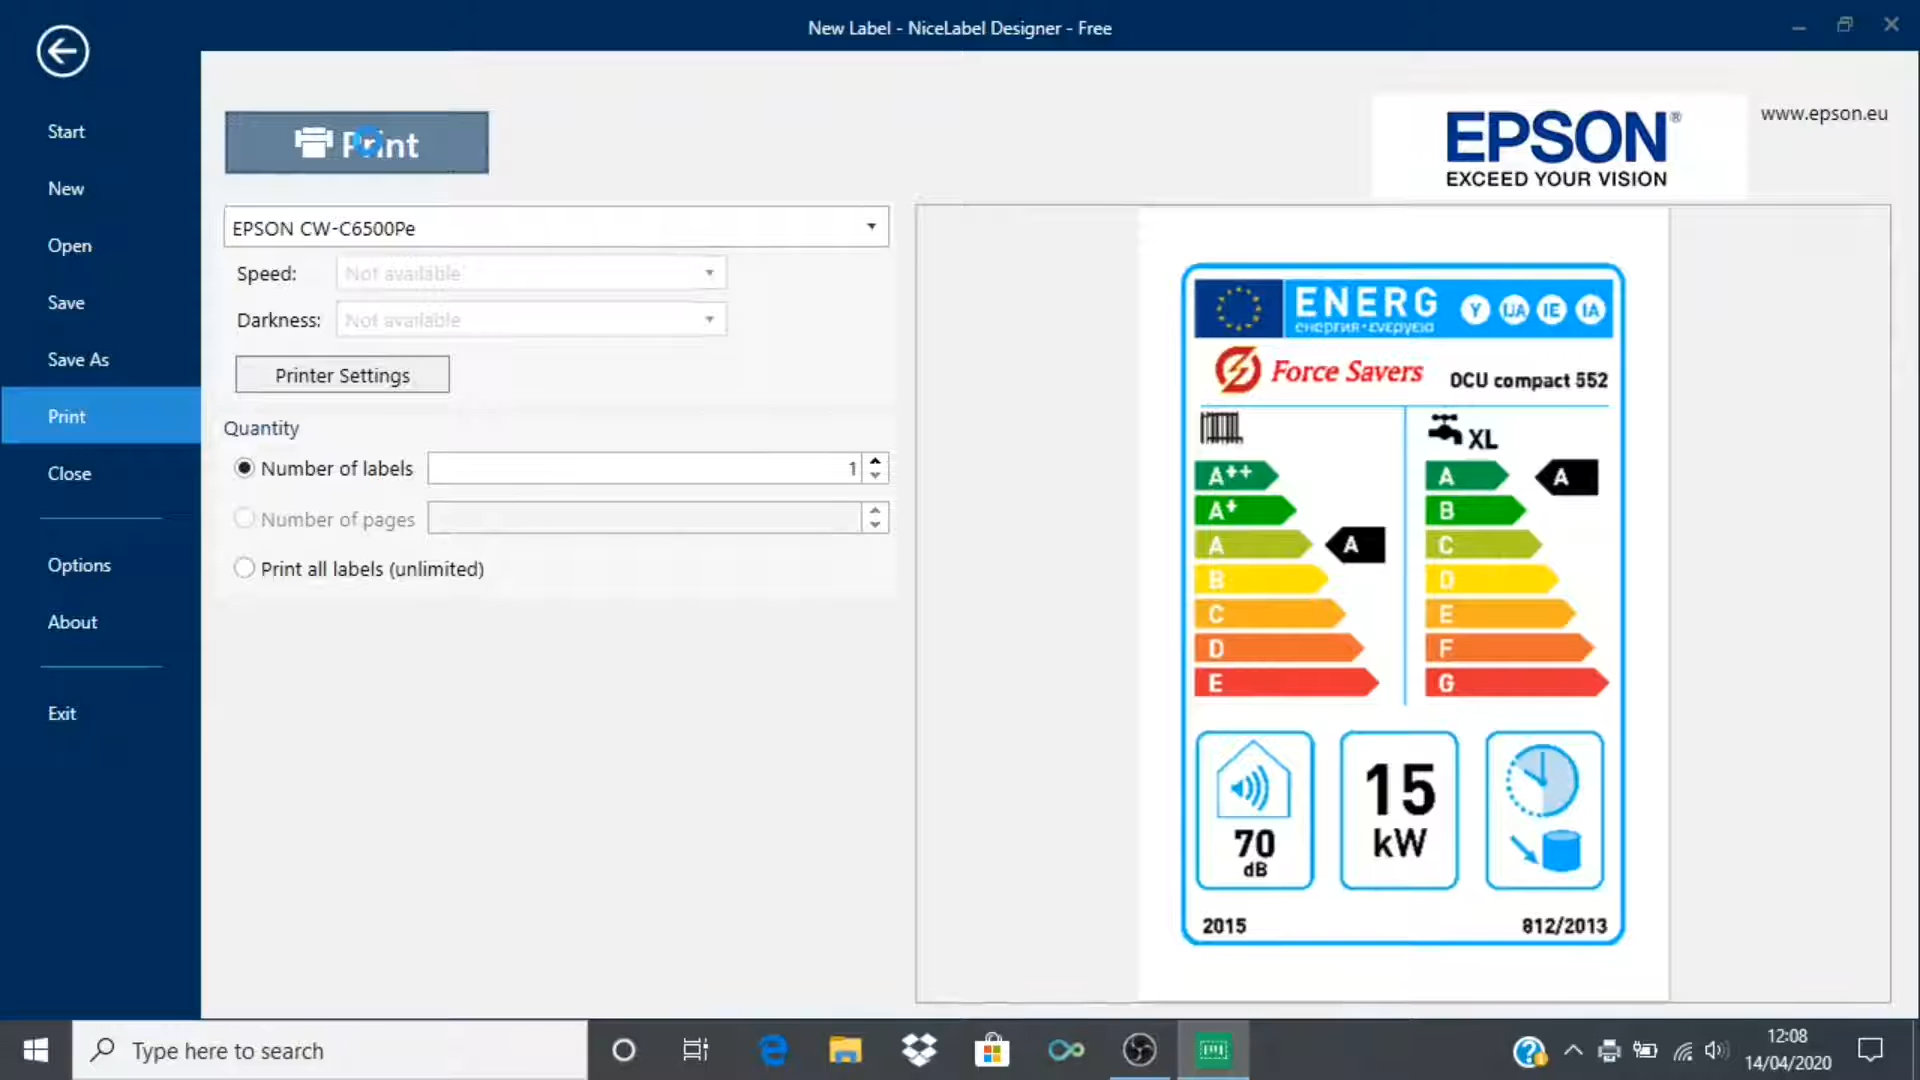 New Label - NiceLabel Designer - Free
Start
New
Open
Save
Save As
Print
Close
Options
About
Exit
Print
EPSON CW-C6500Pe
Speed: Not available
Darkness: Not available
Printer Settings
Quantity
Number of labels 1
Number of pages
Print all labels (unlimited)
EPSON®
EXCEED YOUR VISION
www.epson.eu
ENERG Y IJA IE IA
енергия · ενεργεια
Force Savers DCU compact 552
XL
A++ A A
A+ B
A A C
B D
C E
D F
E G
70
dB
15
kW
2015 812/2013
Type here to search
12:08
14/04/2020